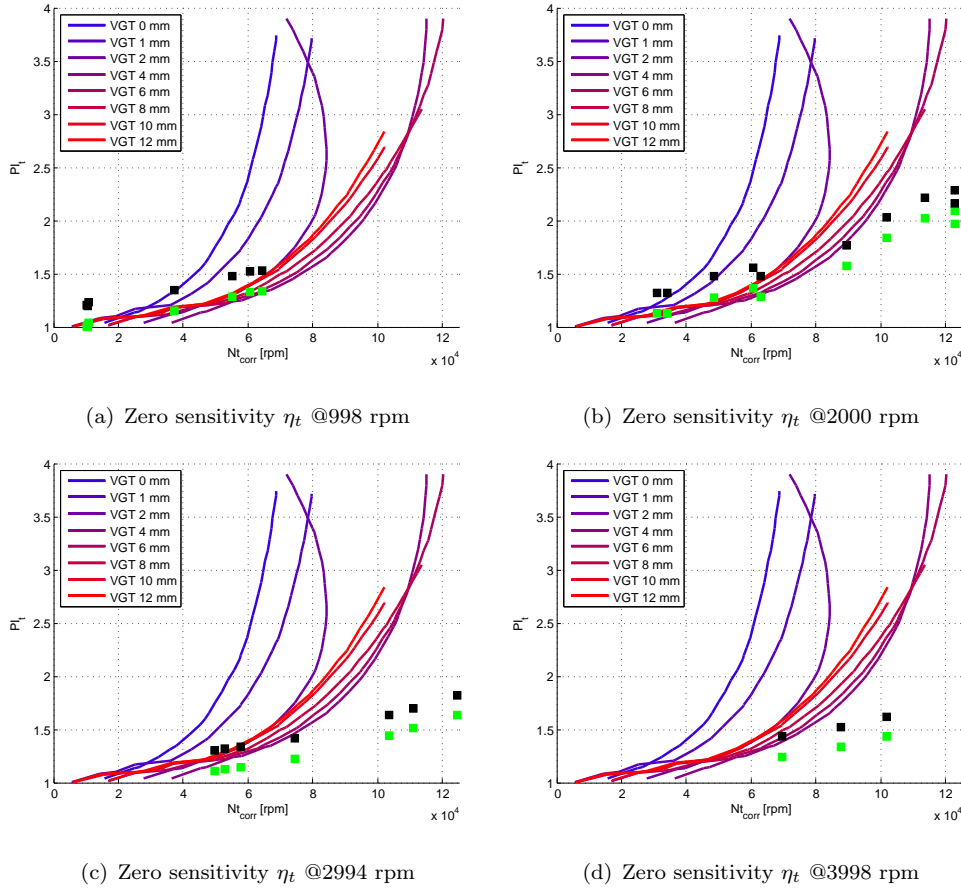 4
3.5
3
2.5
2
1.5
1
PI_t
VGT 0 mm
VGT 1 mm
VGT 2 mm
VGT 4 mm
VGT 6 mm
VGT 8 mm
VGT 10 mm
VGT 12 mm
0 2 4 6 8 10 12
Nt_corr [rpm]
x 10^4
(a) Zero sensitivity η_t @998 rpm
4
3.5
3
2.5
2
1.5
1
PI_t
VGT 0 mm
VGT 1 mm
VGT 2 mm
VGT 4 mm
VGT 6 mm
VGT 8 mm
VGT 10 mm
VGT 12 mm
0 2 4 6 8 10 12
Nt_corr [rpm]
x 10^4
(b) Zero sensitivity η_t @2000 rpm
4
3.5
3
2.5
2
1.5
1
PI_t
VGT 0 mm
VGT 1 mm
VGT 2 mm
VGT 4 mm
VGT 6 mm
VGT 8 mm
VGT 10 mm
VGT 12 mm
0 2 4 6 8 10 12
Nt_corr [rpm]
x 10^4
(c) Zero sensitivity η_t @2994 rpm
4
3.5
3
2.5
2
1.5
1
PI_t
VGT 0 mm
VGT 1 mm
VGT 2 mm
VGT 4 mm
VGT 6 mm
VGT 8 mm
VGT 10 mm
VGT 12 mm
0 2 4 6 8 10 12
Nt_corr [rpm]
x 10^4
(d) Zero sensitivity η_t @3998 rpm